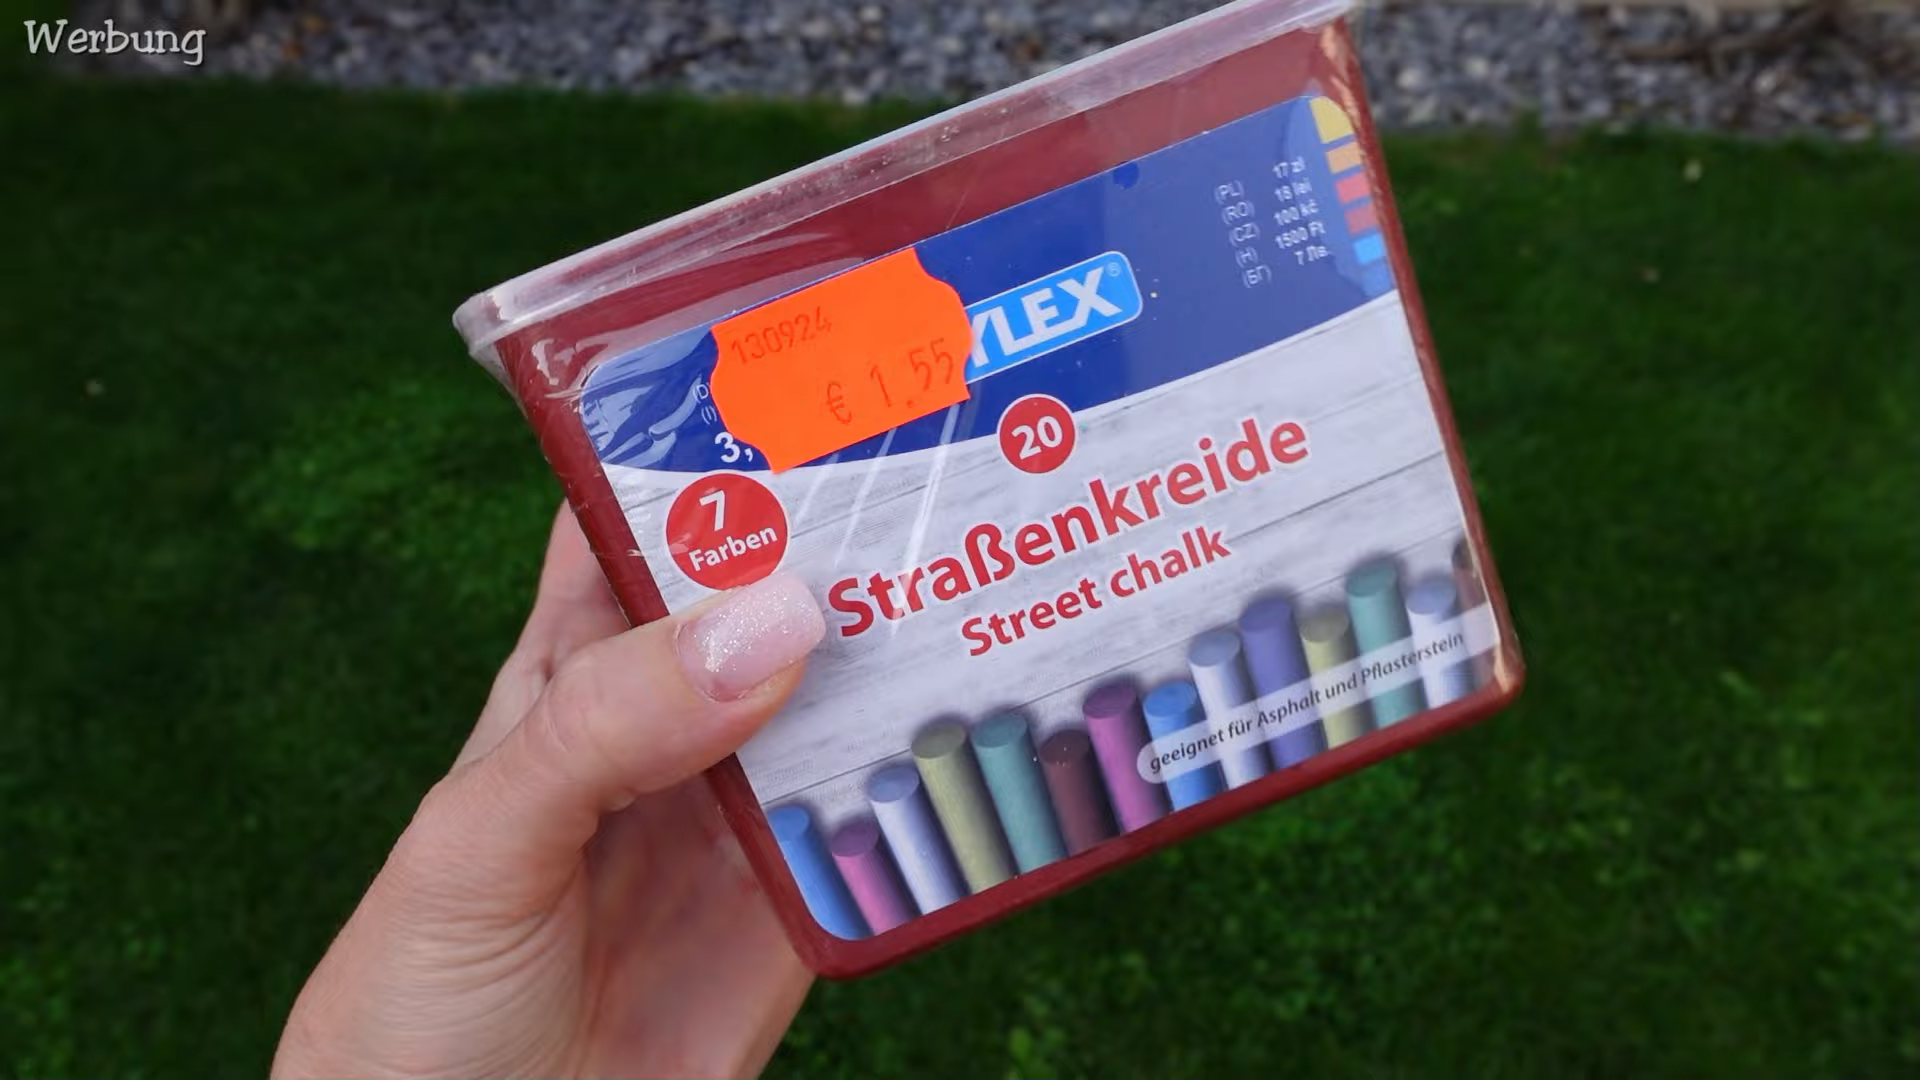 Werbung
(PL) 17 zł
(RO) 18 lei
(CZ) 100 kč
(H) 1500 Ft
(БГ) 7 Лв.
YLEX®
130924
€ 1.55
(D)
(I)
3,
20
7
Farben
Straßenkreide
Street chalk
geeignet für Asphalt und Pflasterstein